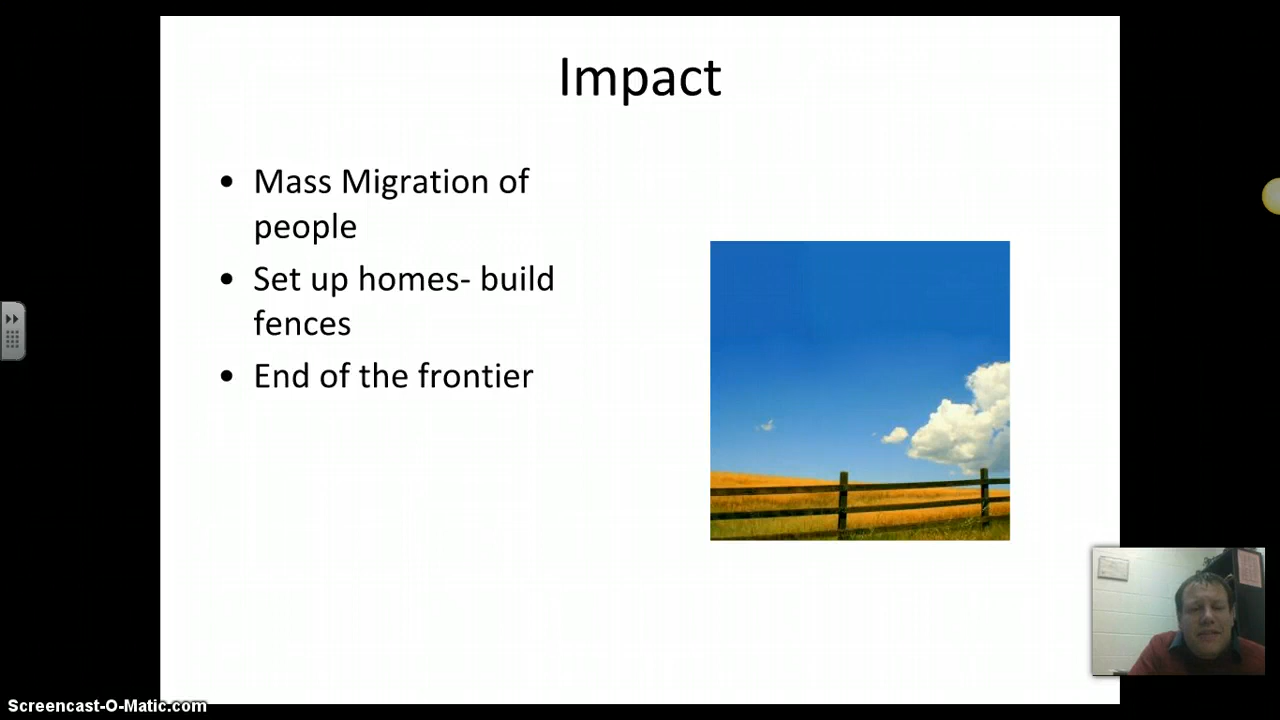 Impact
• Mass Migration of
people
• Set up homes- build
fences
• End of the frontier
Screencast-O-Matic.com